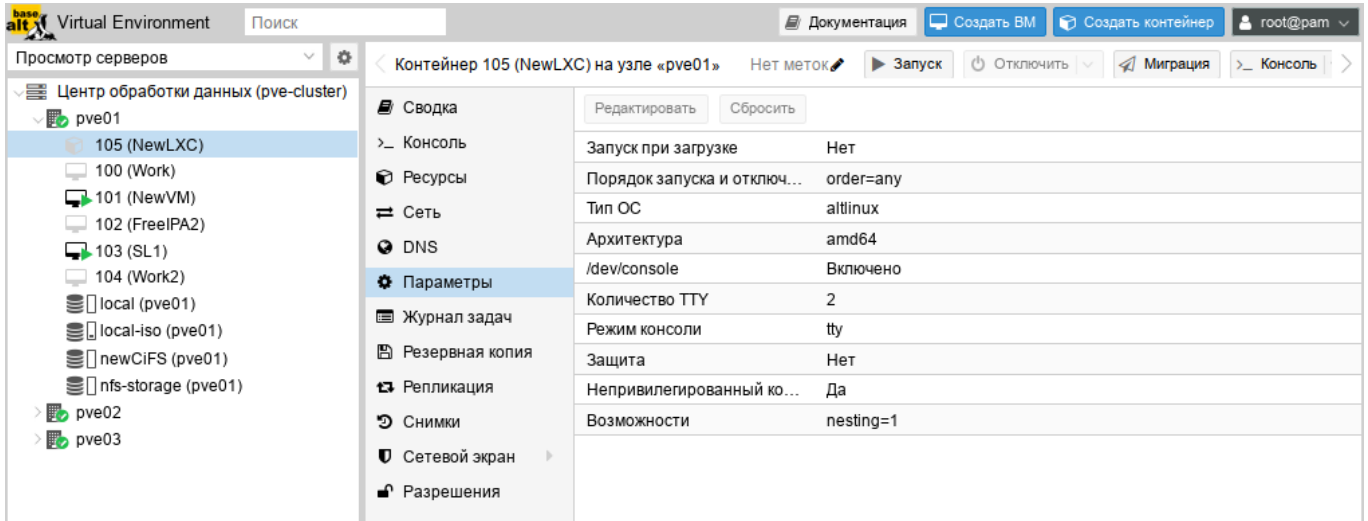 base alt Virtual Environment Поиск Документация Создать ВМ Создать контейнер root@pam
Просмотр серверов
Центр обработки данных (pve-cluster)
pve01
105 (NewLXC)
100 (Work)
101 (NewVM)
102 (FreeIPA2)
103 (SL1)
104 (Work2)
local (pve01)
local-iso (pve01)
newCiFS (pve01)
nfs-storage (pve01)
pve02
pve03
Контейнер 105 (NewLXC) на узле «pve01» Нет меток Запуск Отключить Миграция >_ Консоль
Сводка
>_ Консоль
Ресурсы
Сеть
DNS
Параметры
Журнал задач
Резервная копия
Репликация
Снимки
Сетевой экран
Разрешения
Редактировать Сбросить
Запуск при загрузке Нет
Порядок запуска и отключ... order=any
Тип ОС altlinux
Архитектура amd64
/dev/console Включено
Количество TTY 2
Режим консоли tty
Защита Нет
Непривилегированный ко... Да
Возможности nesting=1